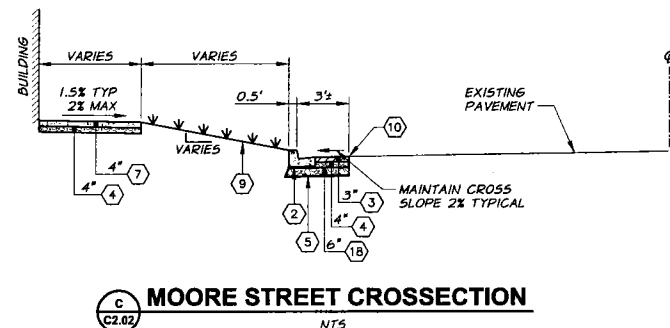 BUILDING
VARIES
VARIES
1.5% TYP
2% MAX
0.5'
3'±
EXISTING
PAVEMENT
10
VARIES
4"
7
4"
4
9
MAINTAIN CROSS
SLOPE 2% TYPICAL
2
3"
3
5
4"
4
6"
18
C
C2.02
MOORE STREET CROSSECTION
NTS